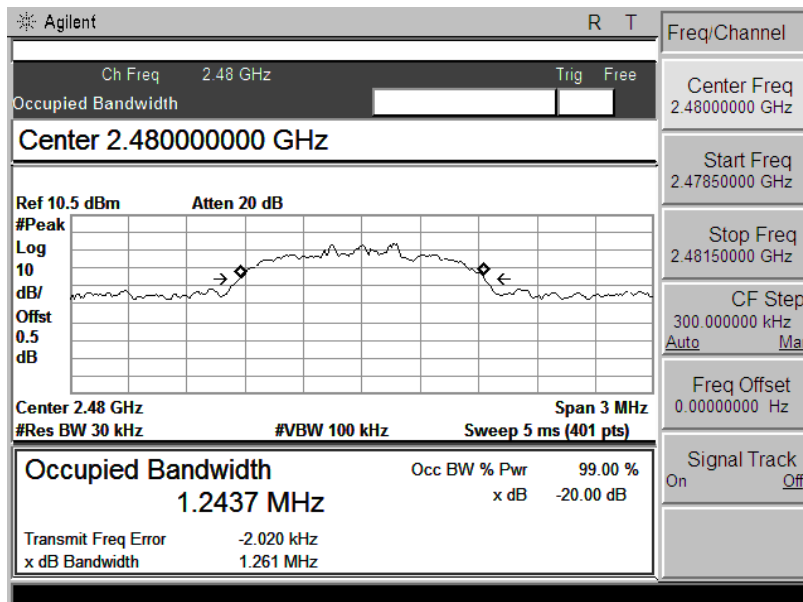 Agilent R T
Ch Freq 2.48 GHz Trig Free
Occupied Bandwidth
Center 2.480000000 GHz
Ref 10.5 dBm Atten 20 dB
#Peak
Log
10
dB/
Offst
0.5
dB
Center 2.48 GHz Span 3 MHz
#Res BW 30 kHz #VBW 100 kHz Sweep 5 ms (401 pts)
Occupied Bandwidth Occ BW % Pwr 99.00 %
1.2437 MHz x dB -20.00 dB
Transmit Freq Error -2.020 kHz
x dB Bandwidth 1.261 MHz
Freq/Channel
Center Freq
2.48000000 GHz
Start Freq
2.47850000 GHz
Stop Freq
2.48150000 GHz
CF Step
300.000000 kHz
Auto Ma
Freq Offset
0.00000000 Hz
Signal Track
On Off